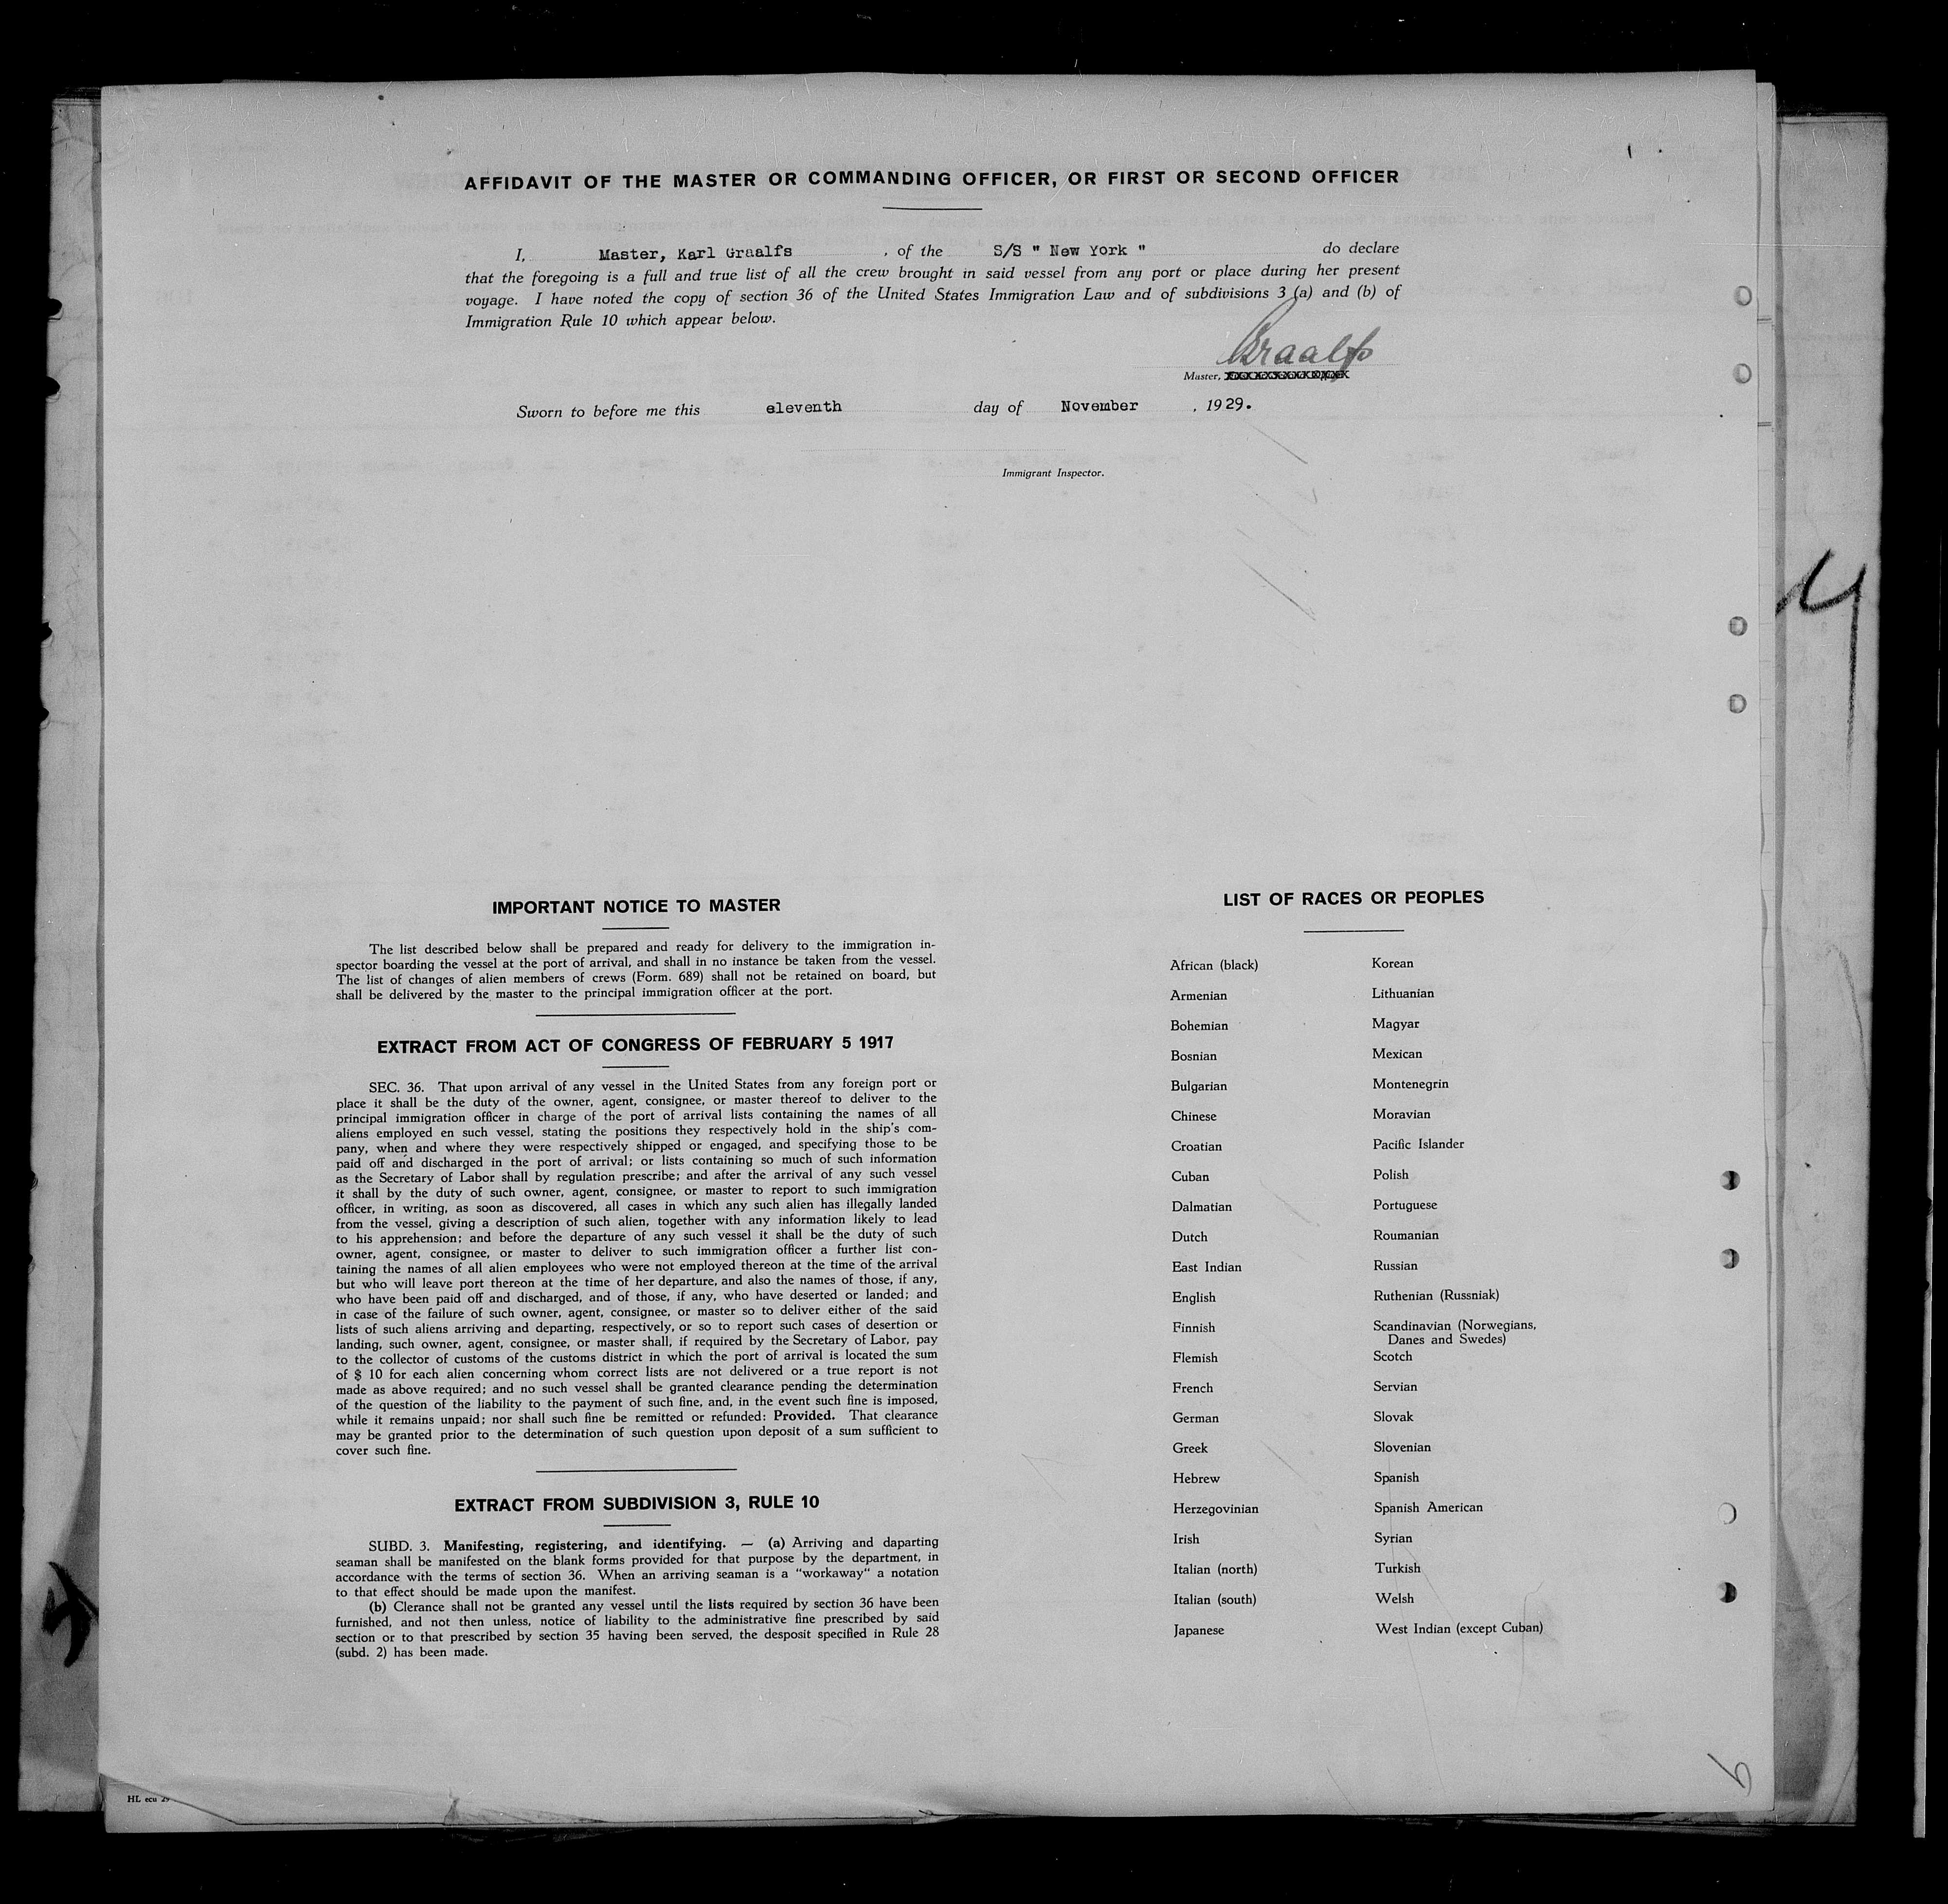 AFFIDAVIT OF THE MASTER OR COMMANDING OFFICER, OR FIRST OR SECOND OFFICER
I, Master, Karl Graalfs , of the S/S " New York " do declare
that the foregoing is a full and true list of all the crew brought in said vessel from any port or place during her present
voyage. I have noted the copy of section 36 of the United States Immigration Law and of subdivisions 3 (a) and (b) of
Immigration Rule 10 which appear below.
Graalfs
Master,
Sworn to before me this eleventh day of November , 1929.
Immigrant Inspector.
IMPORTANT NOTICE TO MASTER
The list described below shall be prepared and ready for delivery to the immigration in-
spector boarding the vessel at the port of arrival, and shall in no instance be taken from the vessel.
The list of changes of alien members of crews (Form. 689) shall not be retained on board, but
shall be delivered by the master to the principal immigration officer at the port.
EXTRACT FROM ACT OF CONGRESS OF FEBRUARY 5 1917
SEC. 36. That upon arrival of any vessel in the United States from any foreign port or
place it shall be the duty of the owner, agent, consignee, or master thereof to deliver to the
principal immigration officer in charge of the port of arrival lists containing the names of all
aliens employed en such vessel, stating the positions they respectively hold in the ship's com-
pany, when and where they were respectively shipped or engaged, and specifying those to be
paid off and discharged in the port of arrival; or lists containing so much of such information
as the Secretary of Labor shall by regulation prescribe; and after the arrival of any such vessel
it shall by the duty of such owner, agent, consignee, or master to report to such immigration
officer, in writing, as soon as discovered, all cases in which any such alien has illegally landed
from the vessel, giving a description of such alien, together with any information likely to lead
to his apprehension; and before the departure of any such vessel it shall be the duty of such
owner, agent, consignee, or master to deliver to such immigration officer a further list con-
taining the names of all alien employees who were not employed thereon at the time of the arrival
but who will leave port thereon at the time of her departure, and also the names of those, if any,
who have been paid off and discharged, and of those, if any, who have deserted or landed; and
in case of the failure of such owner, agent, consignee, or master so to deliver either of the said
lists of such aliens arriving and departing, respectively, or so to report such cases of desertion or
landing, such owner, agent, consignee, or master shall, if required by the Secretary of Labor, pay
to the collector of customs of the customs district in which the port of arrival is located the sum
of $ 10 for each alien concerning whom correct lists are not delivered or a true report is not
made as above required; and no such vessel shall be granted clearance pending the determination
of the question of the liability to the payment of such fine, and, in the event such fine is imposed,
while it remains unpaid; nor shall such fine be remitted or refunded: Provided. That clearance
may be granted prior to the determination of such question upon deposit of a sum sufficient to
cover such fine.
EXTRACT FROM SUBDIVISION 3, RULE 10
SUBD. 3. Manifesting, registering, and identifying. — (a) Arriving and daparting
seaman shall be manifested on the blank forms provided for that purpose by the department, in
accordance with the terms of section 36. When an arriving seaman is a "workaway" a notation
to that effect should be made upon the manifest.
(b) Clerance shall not be granted any vessel until the lists required by section 36 have been
furnished, and not then unless, notice of liability to the administrative fine prescribed by said
section or to that prescribed by section 35 having been served, the desposit specified in Rule 28
(subd. 2) has been made.
LIST OF RACES OR PEOPLES
African (black) Korean
Armenian Lithuanian
Bohemian Magyar
Bosnian Mexican
Bulgarian Montenegrin
Chinese Moravian
Croatian Pacific Islander
Cuban Polish
Dalmatian Portuguese
Dutch Roumanian
East Indian Russian
English Ruthenian (Russniak)
Finnish Scandinavian (Norwegians,
Danes and Swedes)
Flemish Scotch
French Servian
German Slovak
Greek Slovenian
Hebrew Spanish
Herzegovinian Spanish American
Irish Syrian
Italian (north) Turkish
Italian (south) Welsh
Japanese West Indian (except Cuban)
HL ecu